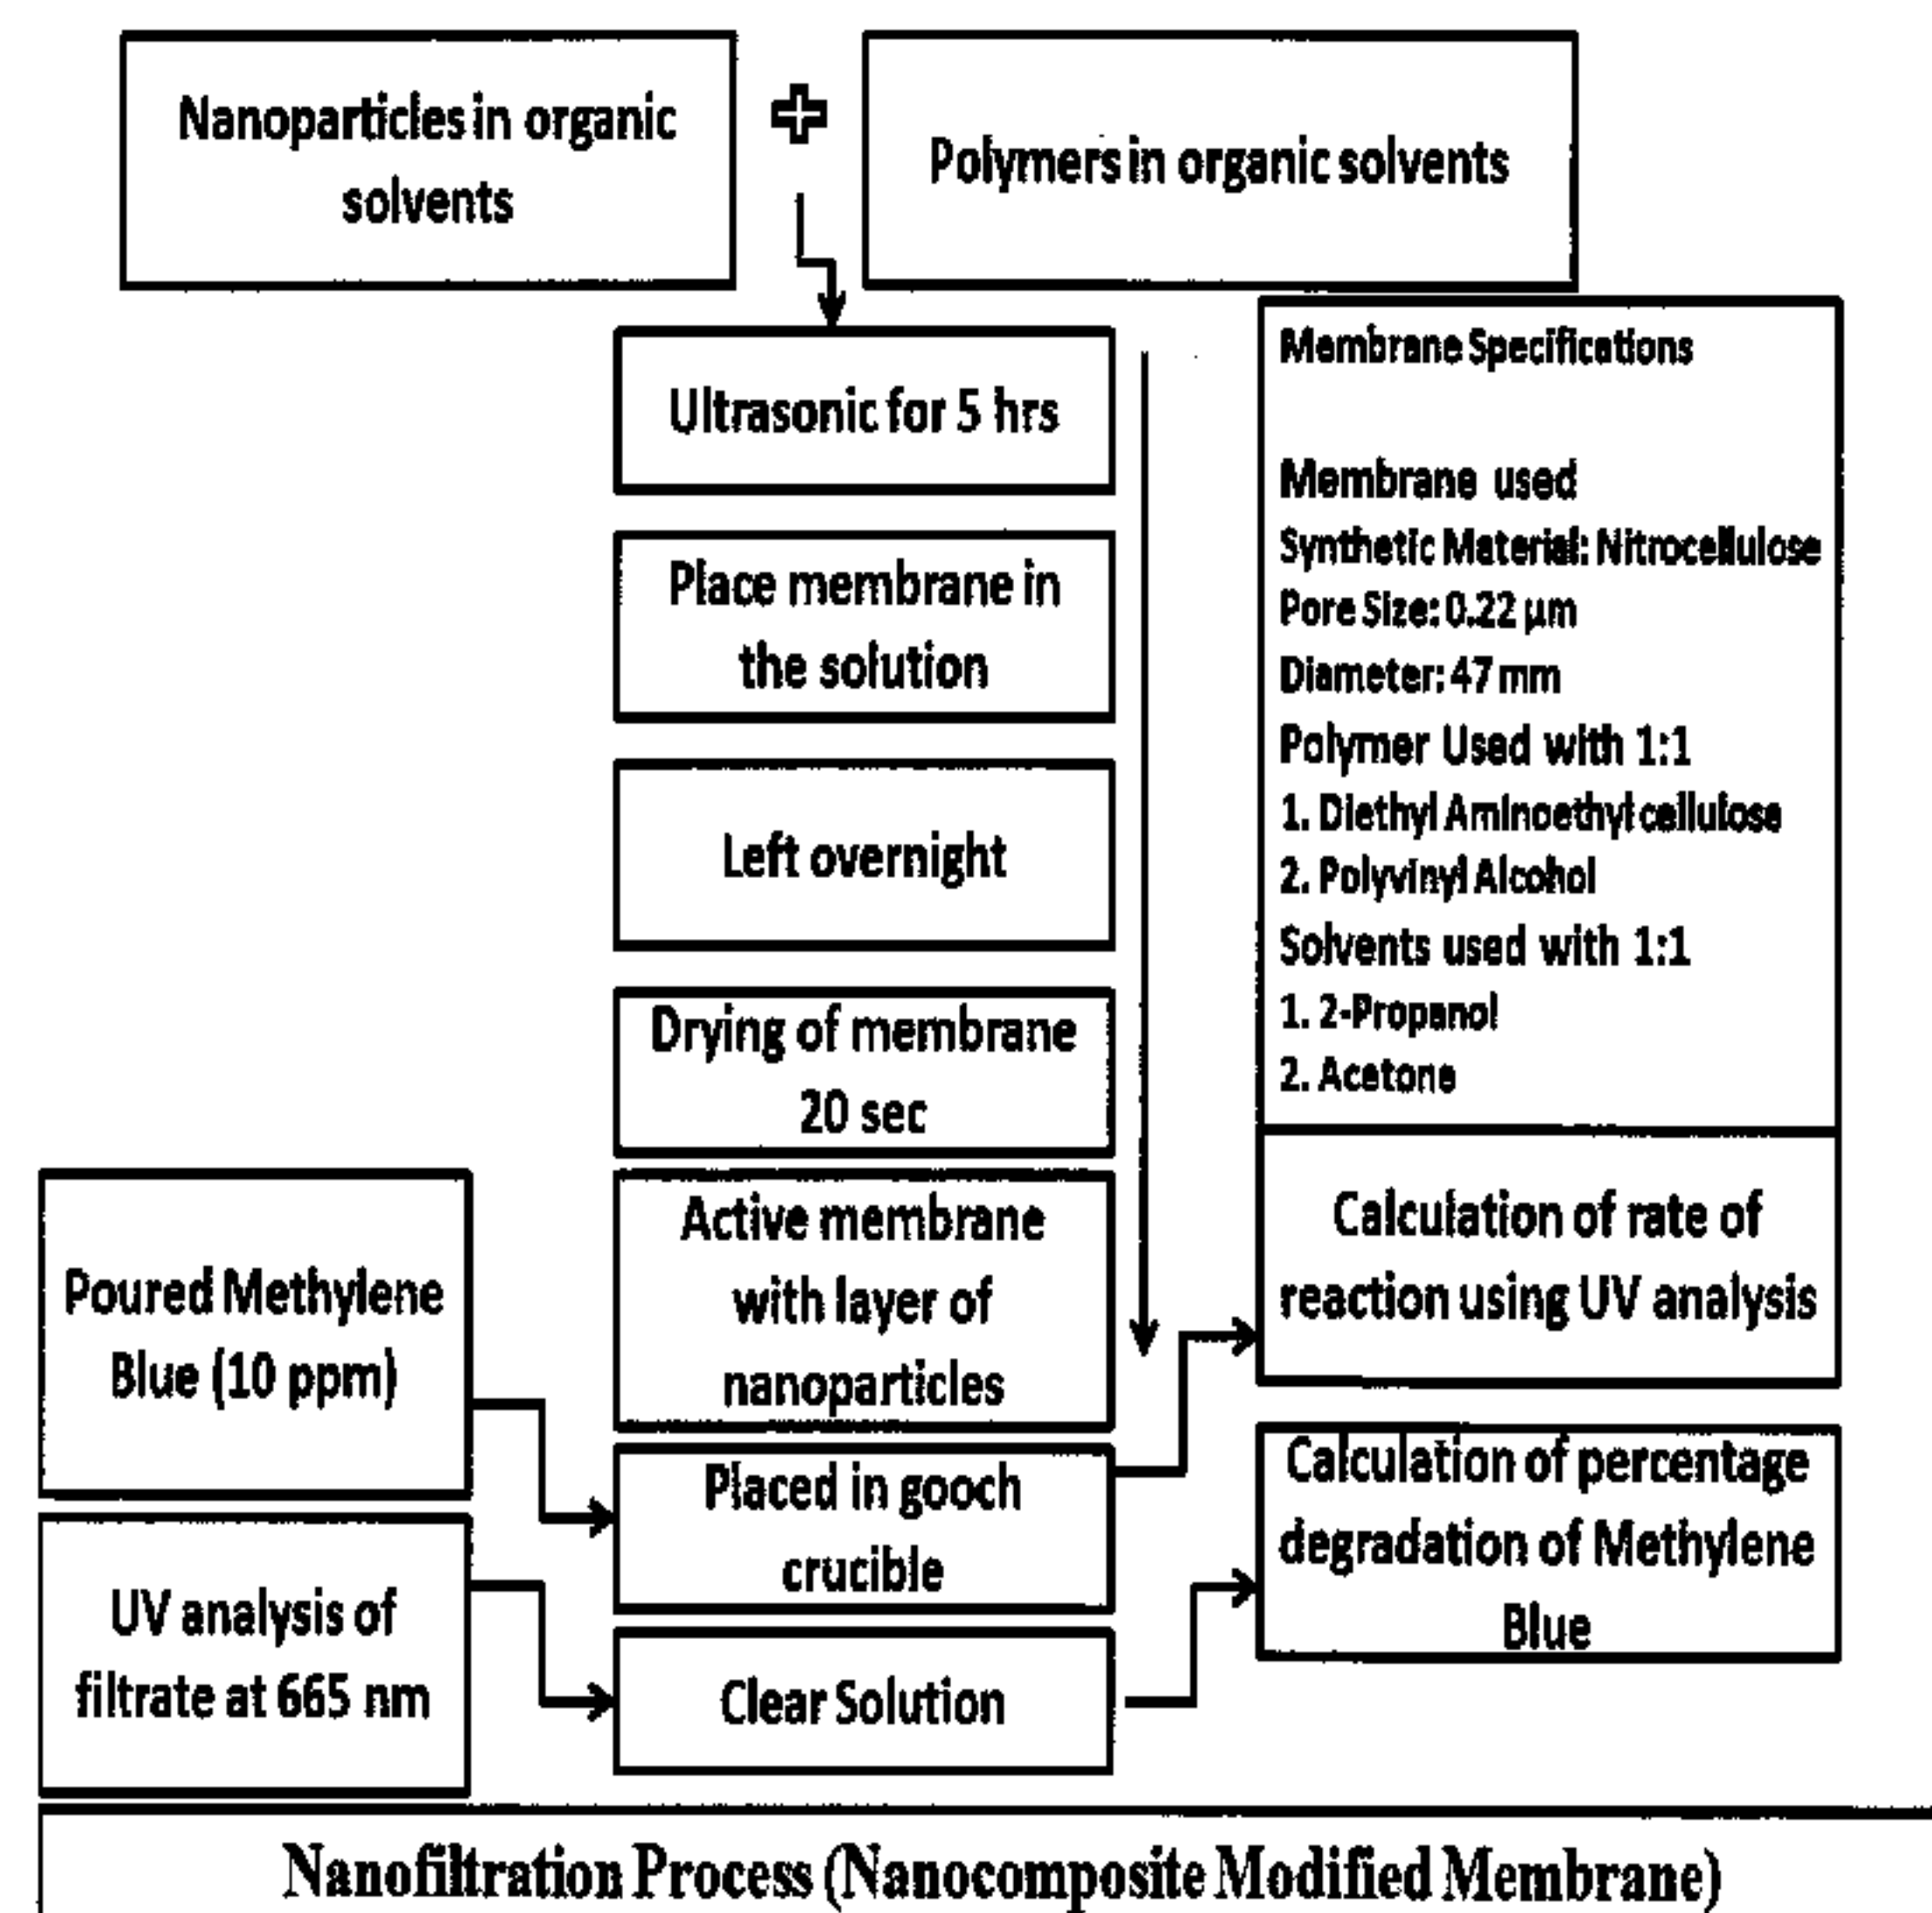 Nanoparticles in organic
solvents
Polymers in organic solvents
Ultrasonic for 5 hrs
Place membrane in
the solution
Left overnight
Drying of membrane
20 sec
Active membrane
with layer of
nanoparticles
Placed in gooch
crucible
Clear Solution
Poured Methylene
Blue (10 ppm)
UV analysis of
filtrate at 665 nm
Membrane Specifications
Membrane used
Synthetic Material: Nitrocellulose
Pore Size: 0.22 µm
Diameter: 47 mm
Polymer Used with 1:1
1. Diethyl Aminoethyl cellulose
2. Polyvinyl Alcohol
Solvents used with 1:1
1. 2-Propanol
2. Acetone
Calculation of rate of
reaction using UV analysis
Calculation of percentage
degradation of Methylene
Blue
Nanofiltration Process (Nanocomposite Modified Membrane)